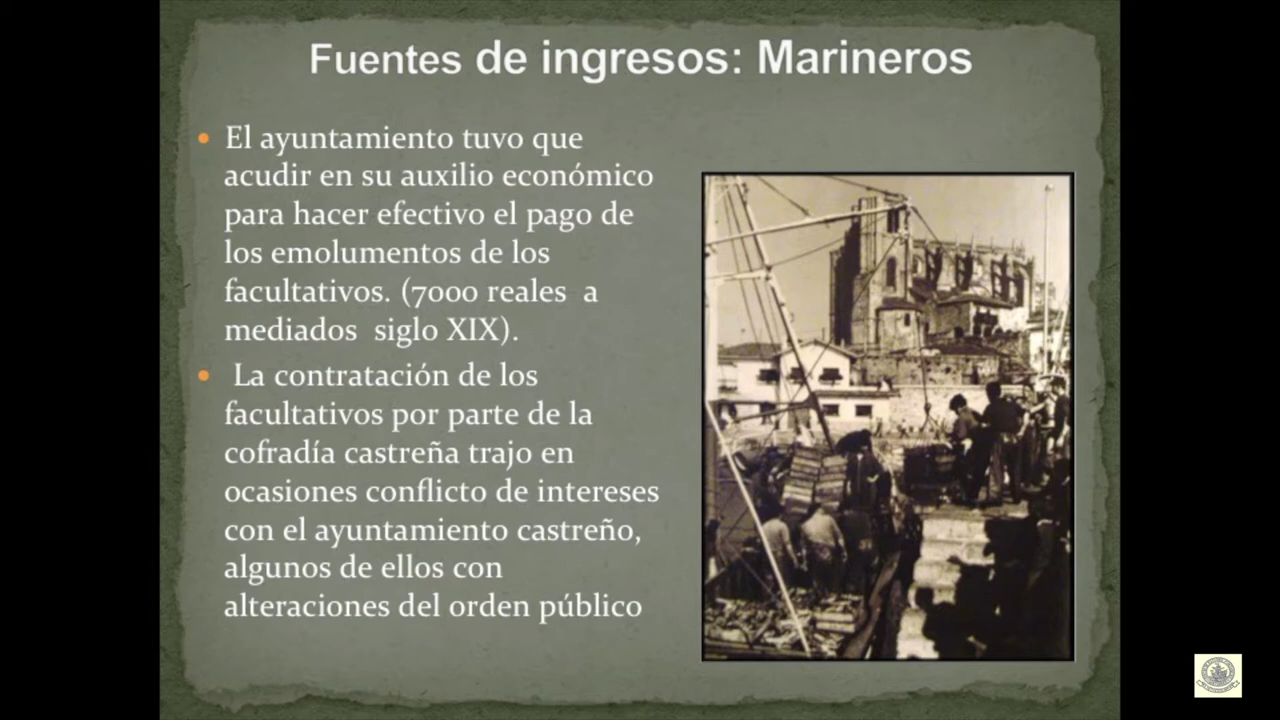 Fuentes de ingresos: Marineros
El ayuntamiento tuvo que
acudir en su auxilio económico
para hacer efectivo el pago de
los emolumentos de los
facultativos. (7000 reales a
mediados siglo XIX).
La contratación de los
facultativos por parte de la
cofradía castreña trajo en
ocasiones conflicto de intereses
con el ayuntamiento castreño,
algunos de ellos con
alteraciones del orden público